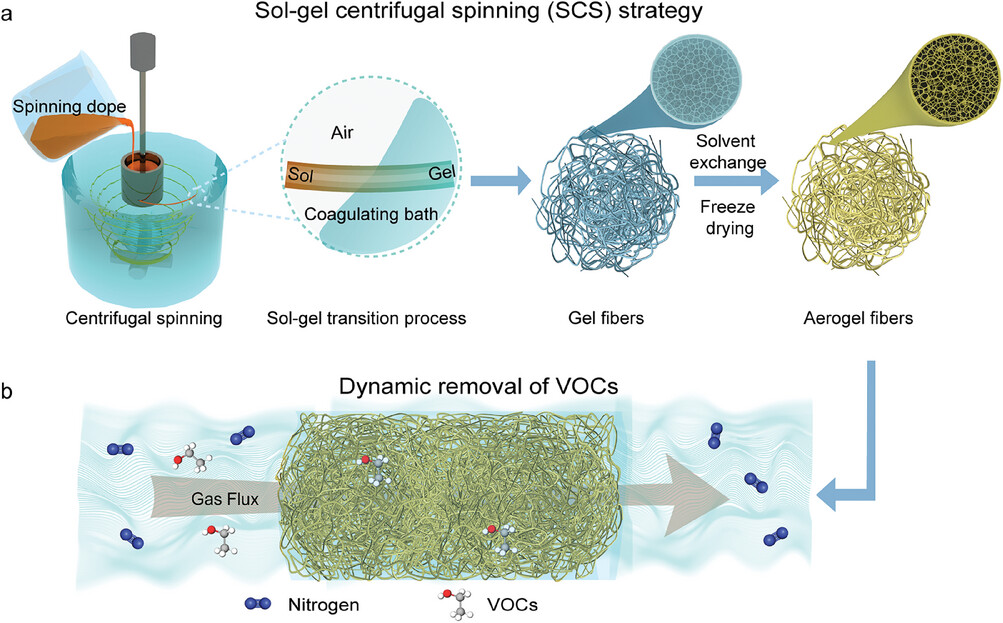 a
Sol-gel centrifugal spinning (SCS) strategy
Spinning dope
Air
Sol
Gel
Coagulating bath
Solvent
exchange
Freeze
drying
Centrifugal spinning
Sol-gel transition process
Gel fibers
Aerogel fibers
b
Dynamic removal of VOCs
Gas Flux
Nitrogen
VOCs